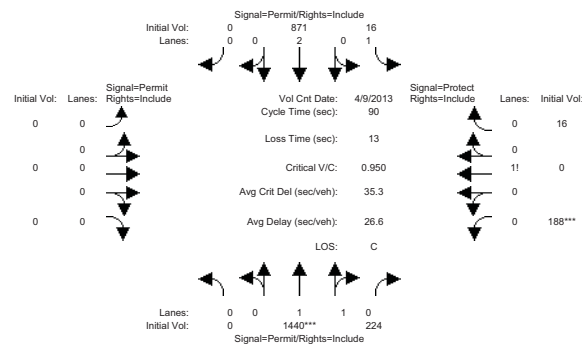 Signal=Permit/Rights=Include
Initial Vol: 0 871 16
Lanes: 0 0 2 0 1
Signal=Permit
Initial Vol: Lanes: Rights=Include
Vol Cnt Date: 4/9/2013
Signal=Protect
Rights=Include Lanes: Initial Vol:
Cycle Time (sec): 90
0 0
0 16
Loss Time (sec): 13
0
0
0 0
Critical V/C: 0.950
1! 0
0
Avg Crit Del (sec/veh): 35.3
0
0 0
Avg Delay (sec/veh): 26.6
0 188***
LOS: C
Lanes: 0 0 1 1 0
Initial Vol: 0 1440*** 224
Signal=Permit/Rights=Include